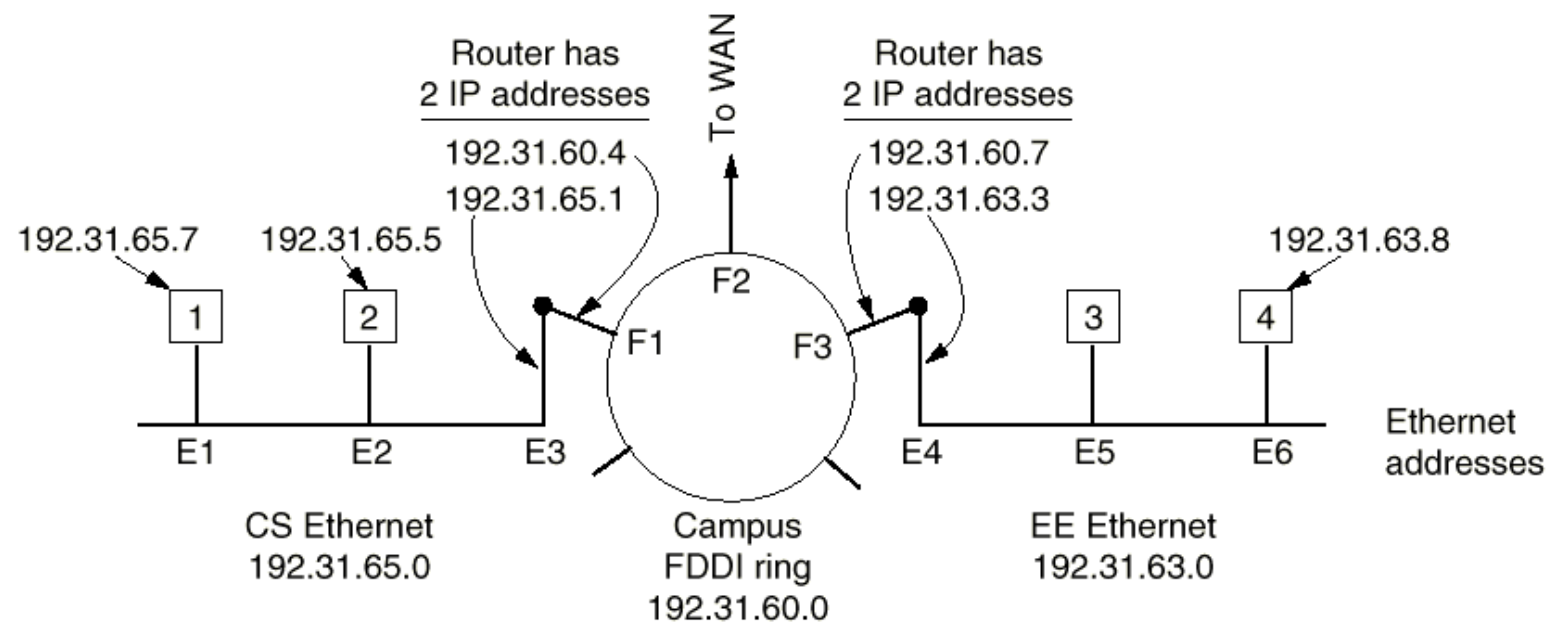 Router has
2 IP addresses
192.31.60.4
192.31.65.1
To WAN
Router has
2 IP addresses
192.31.60.7
192.31.63.3
192.31.65.7
192.31.65.5
192.31.63.8
1
2
F1
F2
F3
3
4
E1
E2
E3
E4
E5
E6
Ethernet
addresses
CS Ethernet
192.31.65.0
Campus
FDDI ring
192.31.60.0
EE Ethernet
192.31.63.0